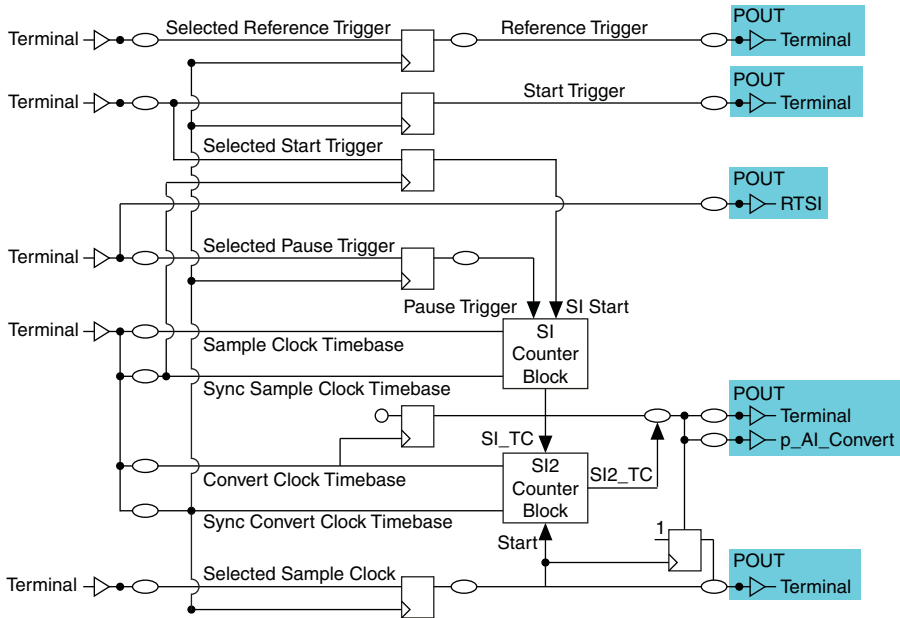 POUT
Terminal
Selected Reference Trigger
Reference Trigger
Terminal
POUT
Start Trigger
Terminal
Terminal
Selected Start Trigger
POUT
RTSI
Selected Pause Trigger
Terminal
Pause Trigger
SI Start
Terminal
SI
Counter
Block
Sample Clock Timebase
Sync Sample Clock Timebase
POUT
Terminal
p_AI_Convert
SI_TC
SI2
Counter
Block
SI2_TC
Convert Clock Timebase
Sync Convert Clock Timebase
Start
1
POUT
Terminal
Selected Sample Clock
Terminal